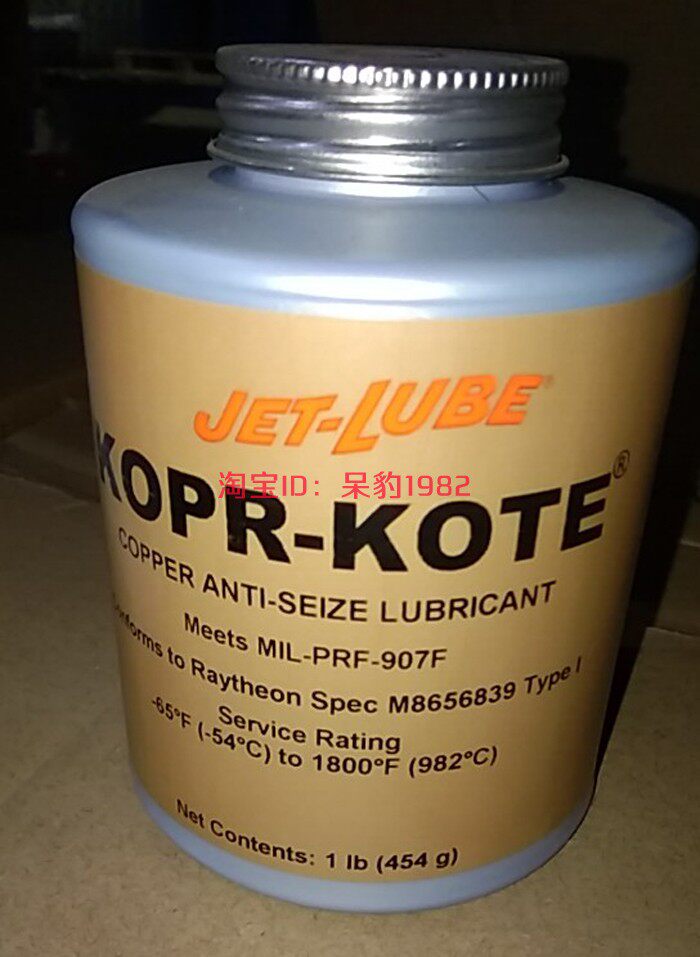 JET-LUBE®
KOPR-KOTE®
淘宝ID：呆豹1982
COPPER ANTI-SEIZE LUBRICANT
Meets MIL-PRF-907F
Conforms to Raytheon Spec M8656839 Type I
Service Rating
-65°F (-54°C) to 1800°F (982°C)
Net Contents: 1 lb (454 g)